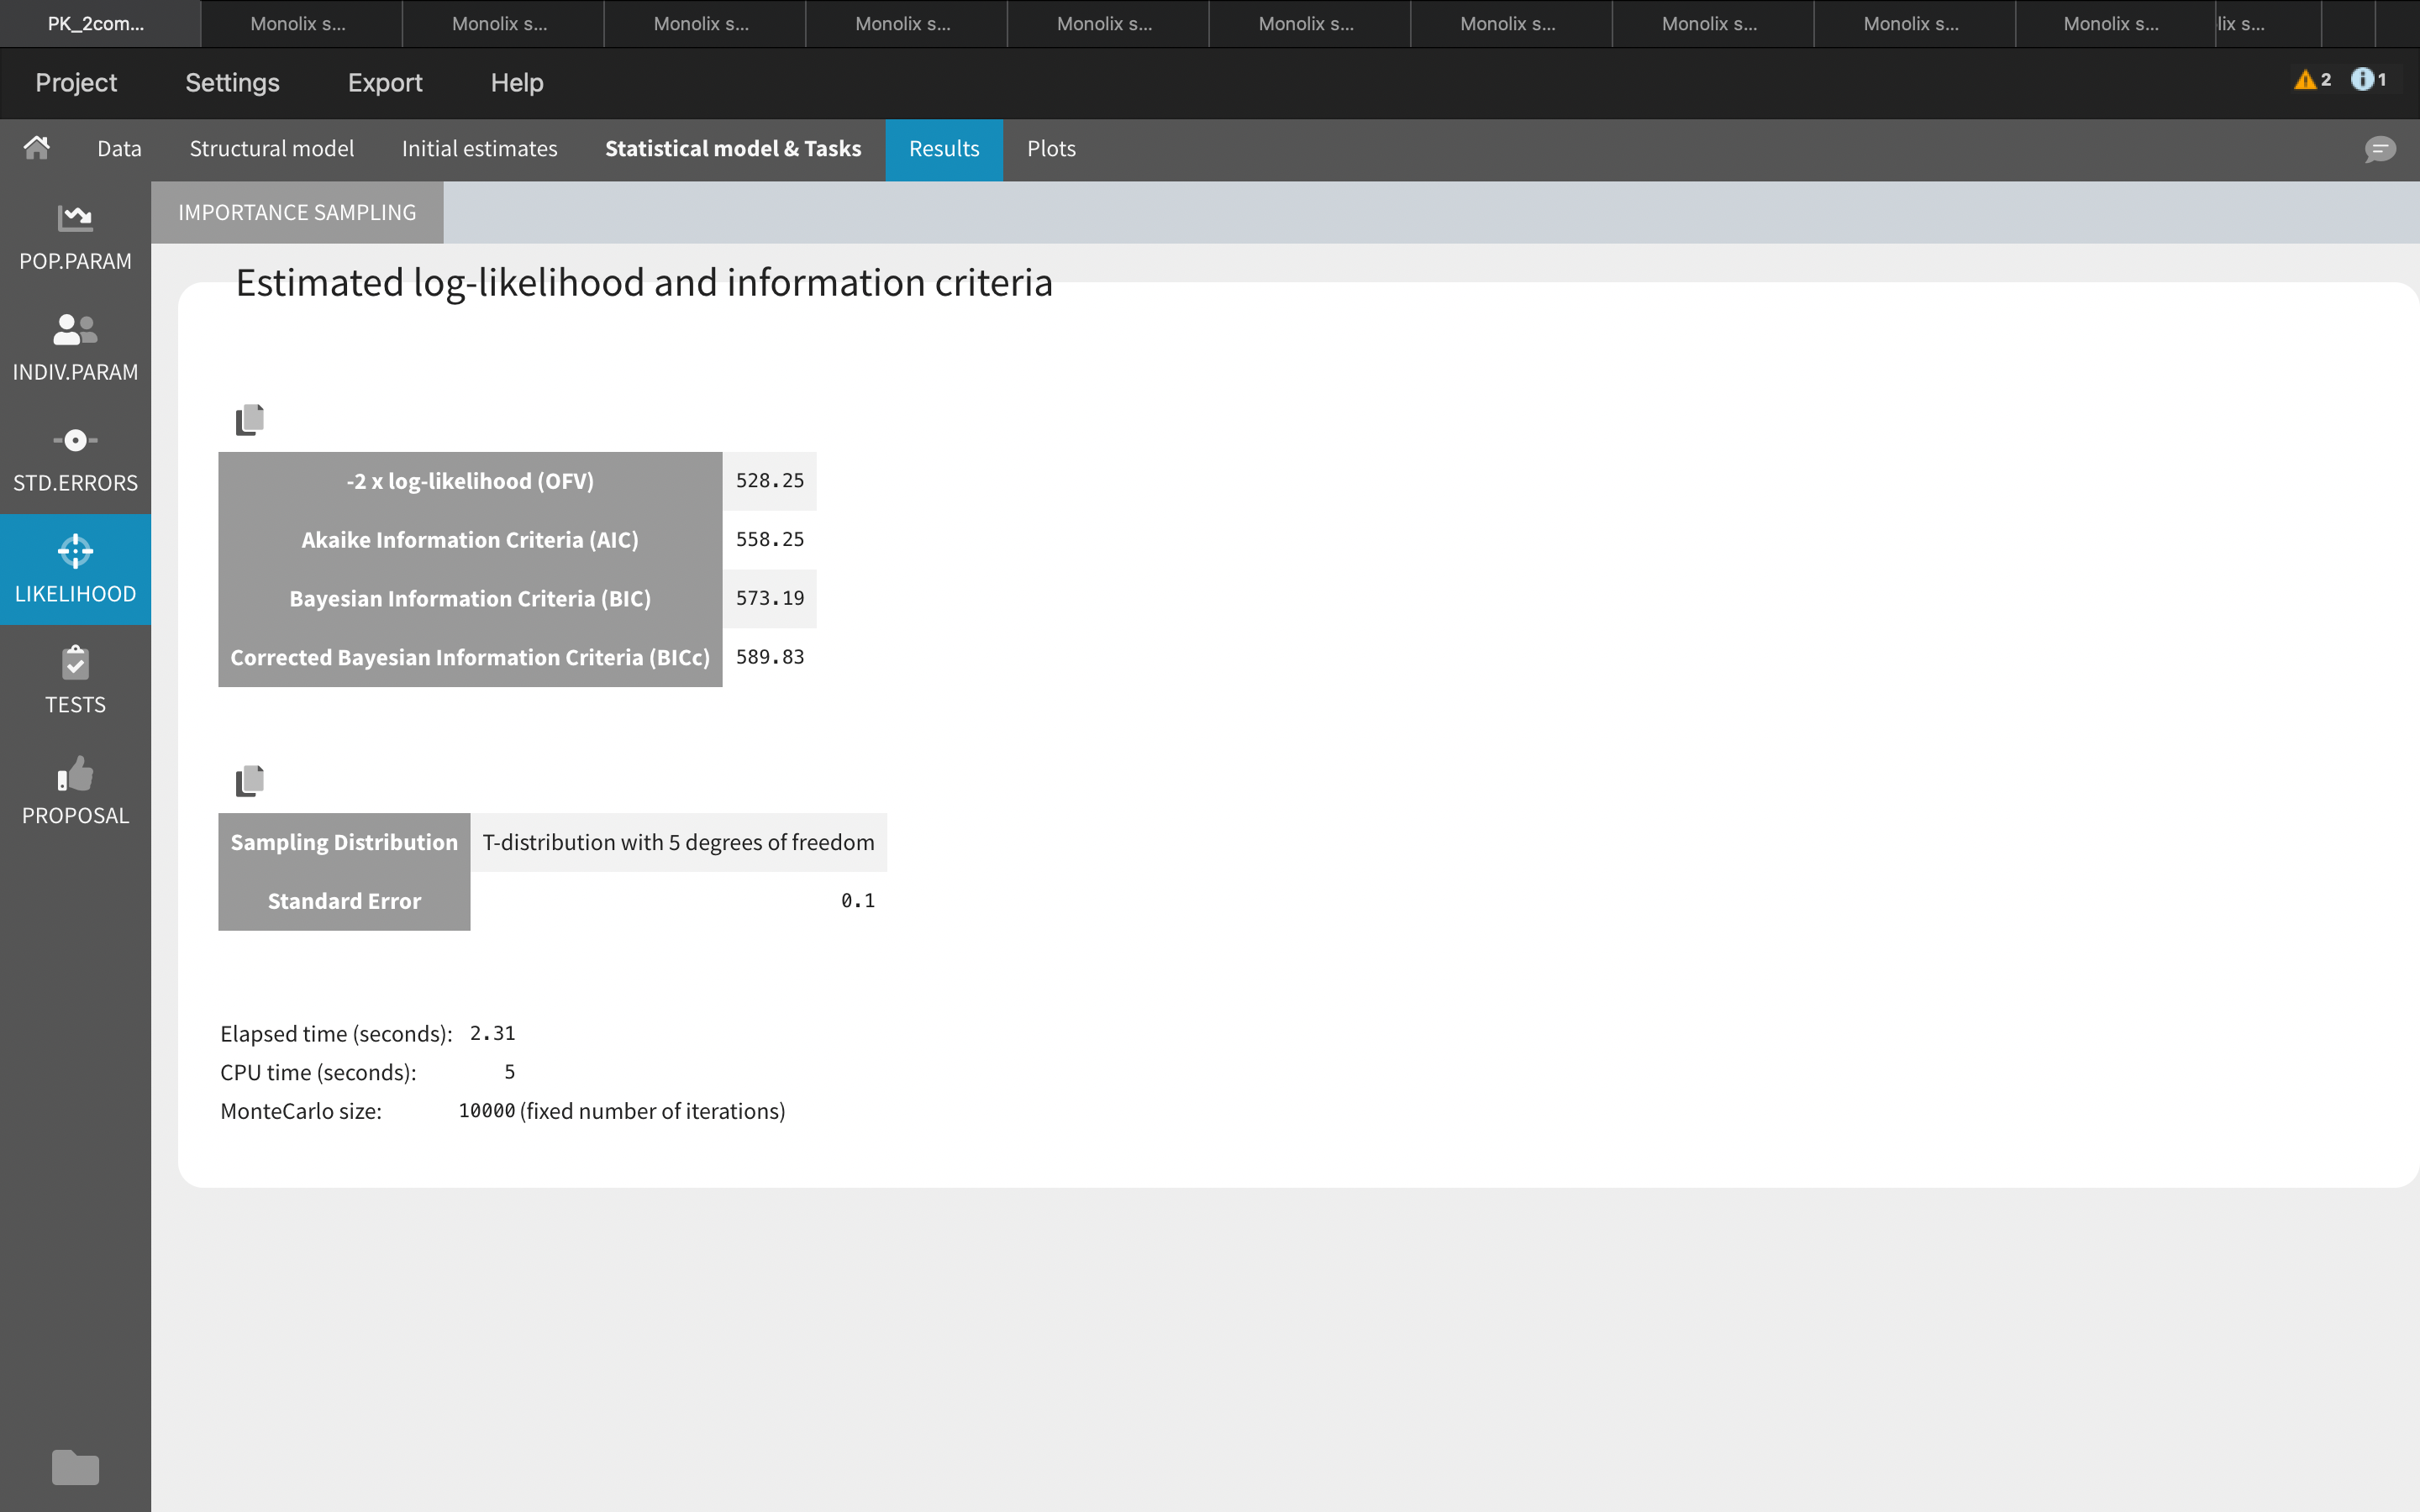 PK_2com...
Monolix s...
Monolix s...
Monolix s...
Monolix s...
Monolix s...
Monolix s...
Monolix s...
Monolix s...
Monolix s...
Monolix s...
lix s...
Project Settings Export Help
2 1
Data Structural model Initial estimates Statistical model & Tasks Results Plots
POP.PARAM
INDIV.PARAM
STD.ERRORS
LIKELIHOOD
TESTS
PROPOSAL
IMPORTANCE SAMPLING
Estimated log-likelihood and information criteria
-2 x log-likelihood (OFV) 528.25
Akaike Information Criteria (AIC) 558.25
Bayesian Information Criteria (BIC) 573.19
Corrected Bayesian Information Criteria (BICc) 589.83
Sampling Distribution T-distribution with 5 degrees of freedom
Standard Error 0.1
Elapsed time (seconds): 2.31
CPU time (seconds): 5
MonteCarlo size: 10000 (fixed number of iterations)